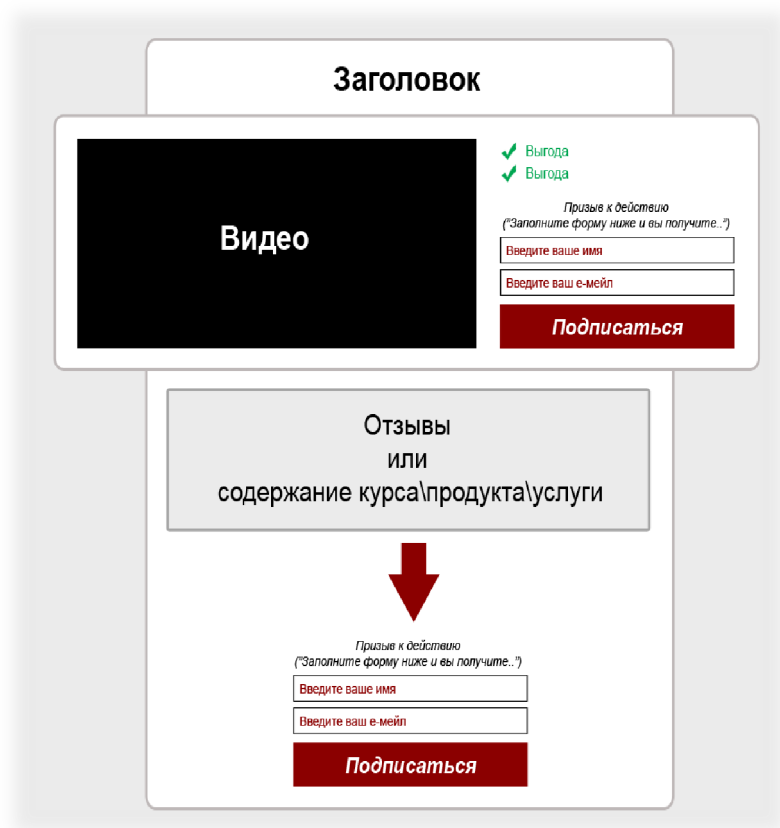 Заголовок
Видео
Выгода
Выгода
Призыв к действию
("Заполните форму ниже и вы получите..")
Введите ваше имя
Введите ваш е-мейл
Подписаться
Отзывы
или
содержание курса\продукта\услуги
Призыв к действию
("Заполните форму ниже и вы получите..")
Введите ваше имя
Введите ваш е-мейл
Подписаться